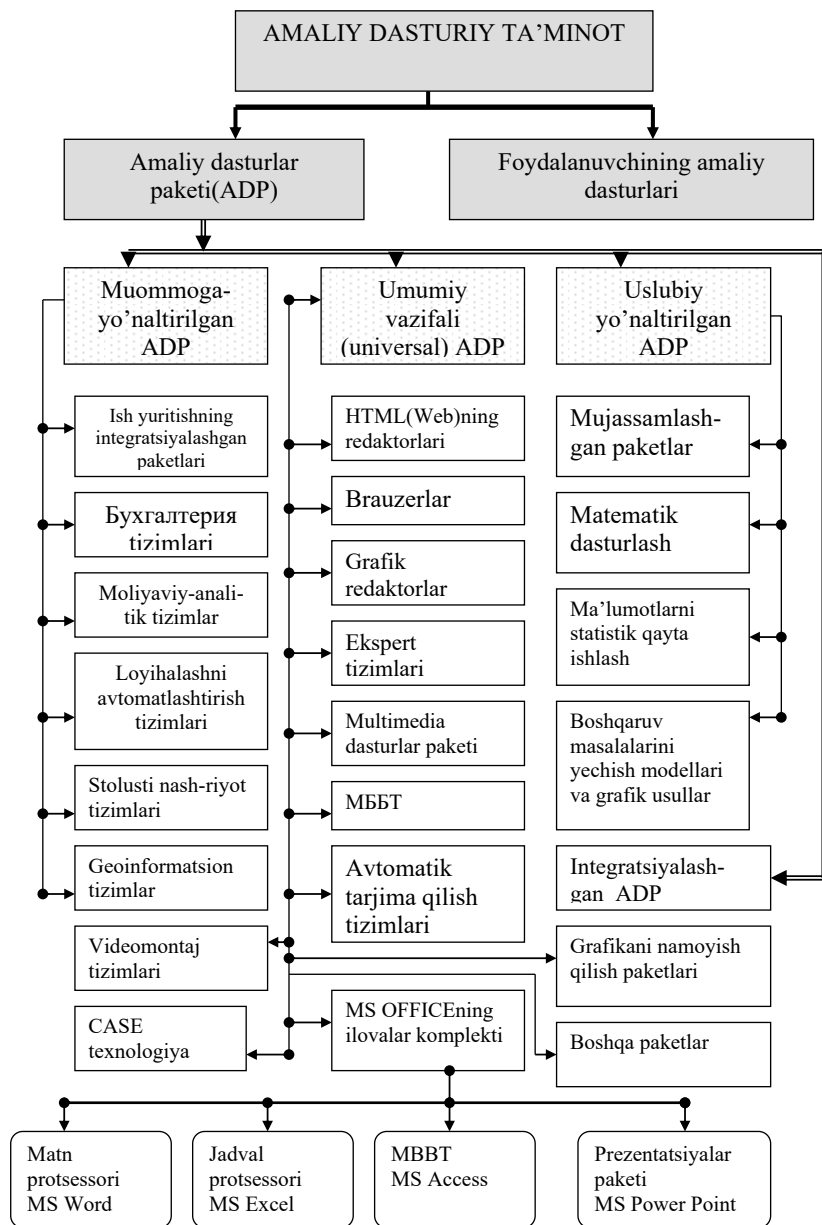 AMALIY DASTURIY TA’MINOT
Amaliy dasturlar
paketi(ADP)
Foydalanuvchining amaliy
dasturlari
Muommoga-
yo’naltirilgan
ADP
Umumiy
vazifali
(universal) ADP
Uslubiy
yo’naltirilgan
ADP
Ish yuritishning
integratsiyalashgan
paketlari
HTML(Web)ning
redaktorlari
Mujassamlash-
gan paketlar
Бухгалтерия
tizimlari
Brauzerlar
Matematik
dasturlash
Moliyaviy-anali-
tik tizimlar
Grafik
redaktorlar
Ma’lumotlarni
statistik qayta
ishlash
Loyihalashni
avtomatlashtirish
tizimlari
Ekspert
tizimlari
Multimedia
dasturlar paketi
Boshqaruv
masalalarini
yechish modellari
va grafik usullar
Stolusti nash-riyot
tizimlari
МББТ
Geoinformatsion
tizimlar
Avtomatik
tarjima qilish
tizimlari
Integratsiyalash-
gan ADP
Videomontaj
tizimlari
Grafikani namoyish
qilish paketlari
CASE
texnologiya
MS OFFICEning
ilovalar komplekti
Boshqa paketlar
Matn
protsessori
MS Word
Jadval
protsessori
MS Excel
MBBT
MS Access
Prezentatsiyalar
paketi
MS Power Point